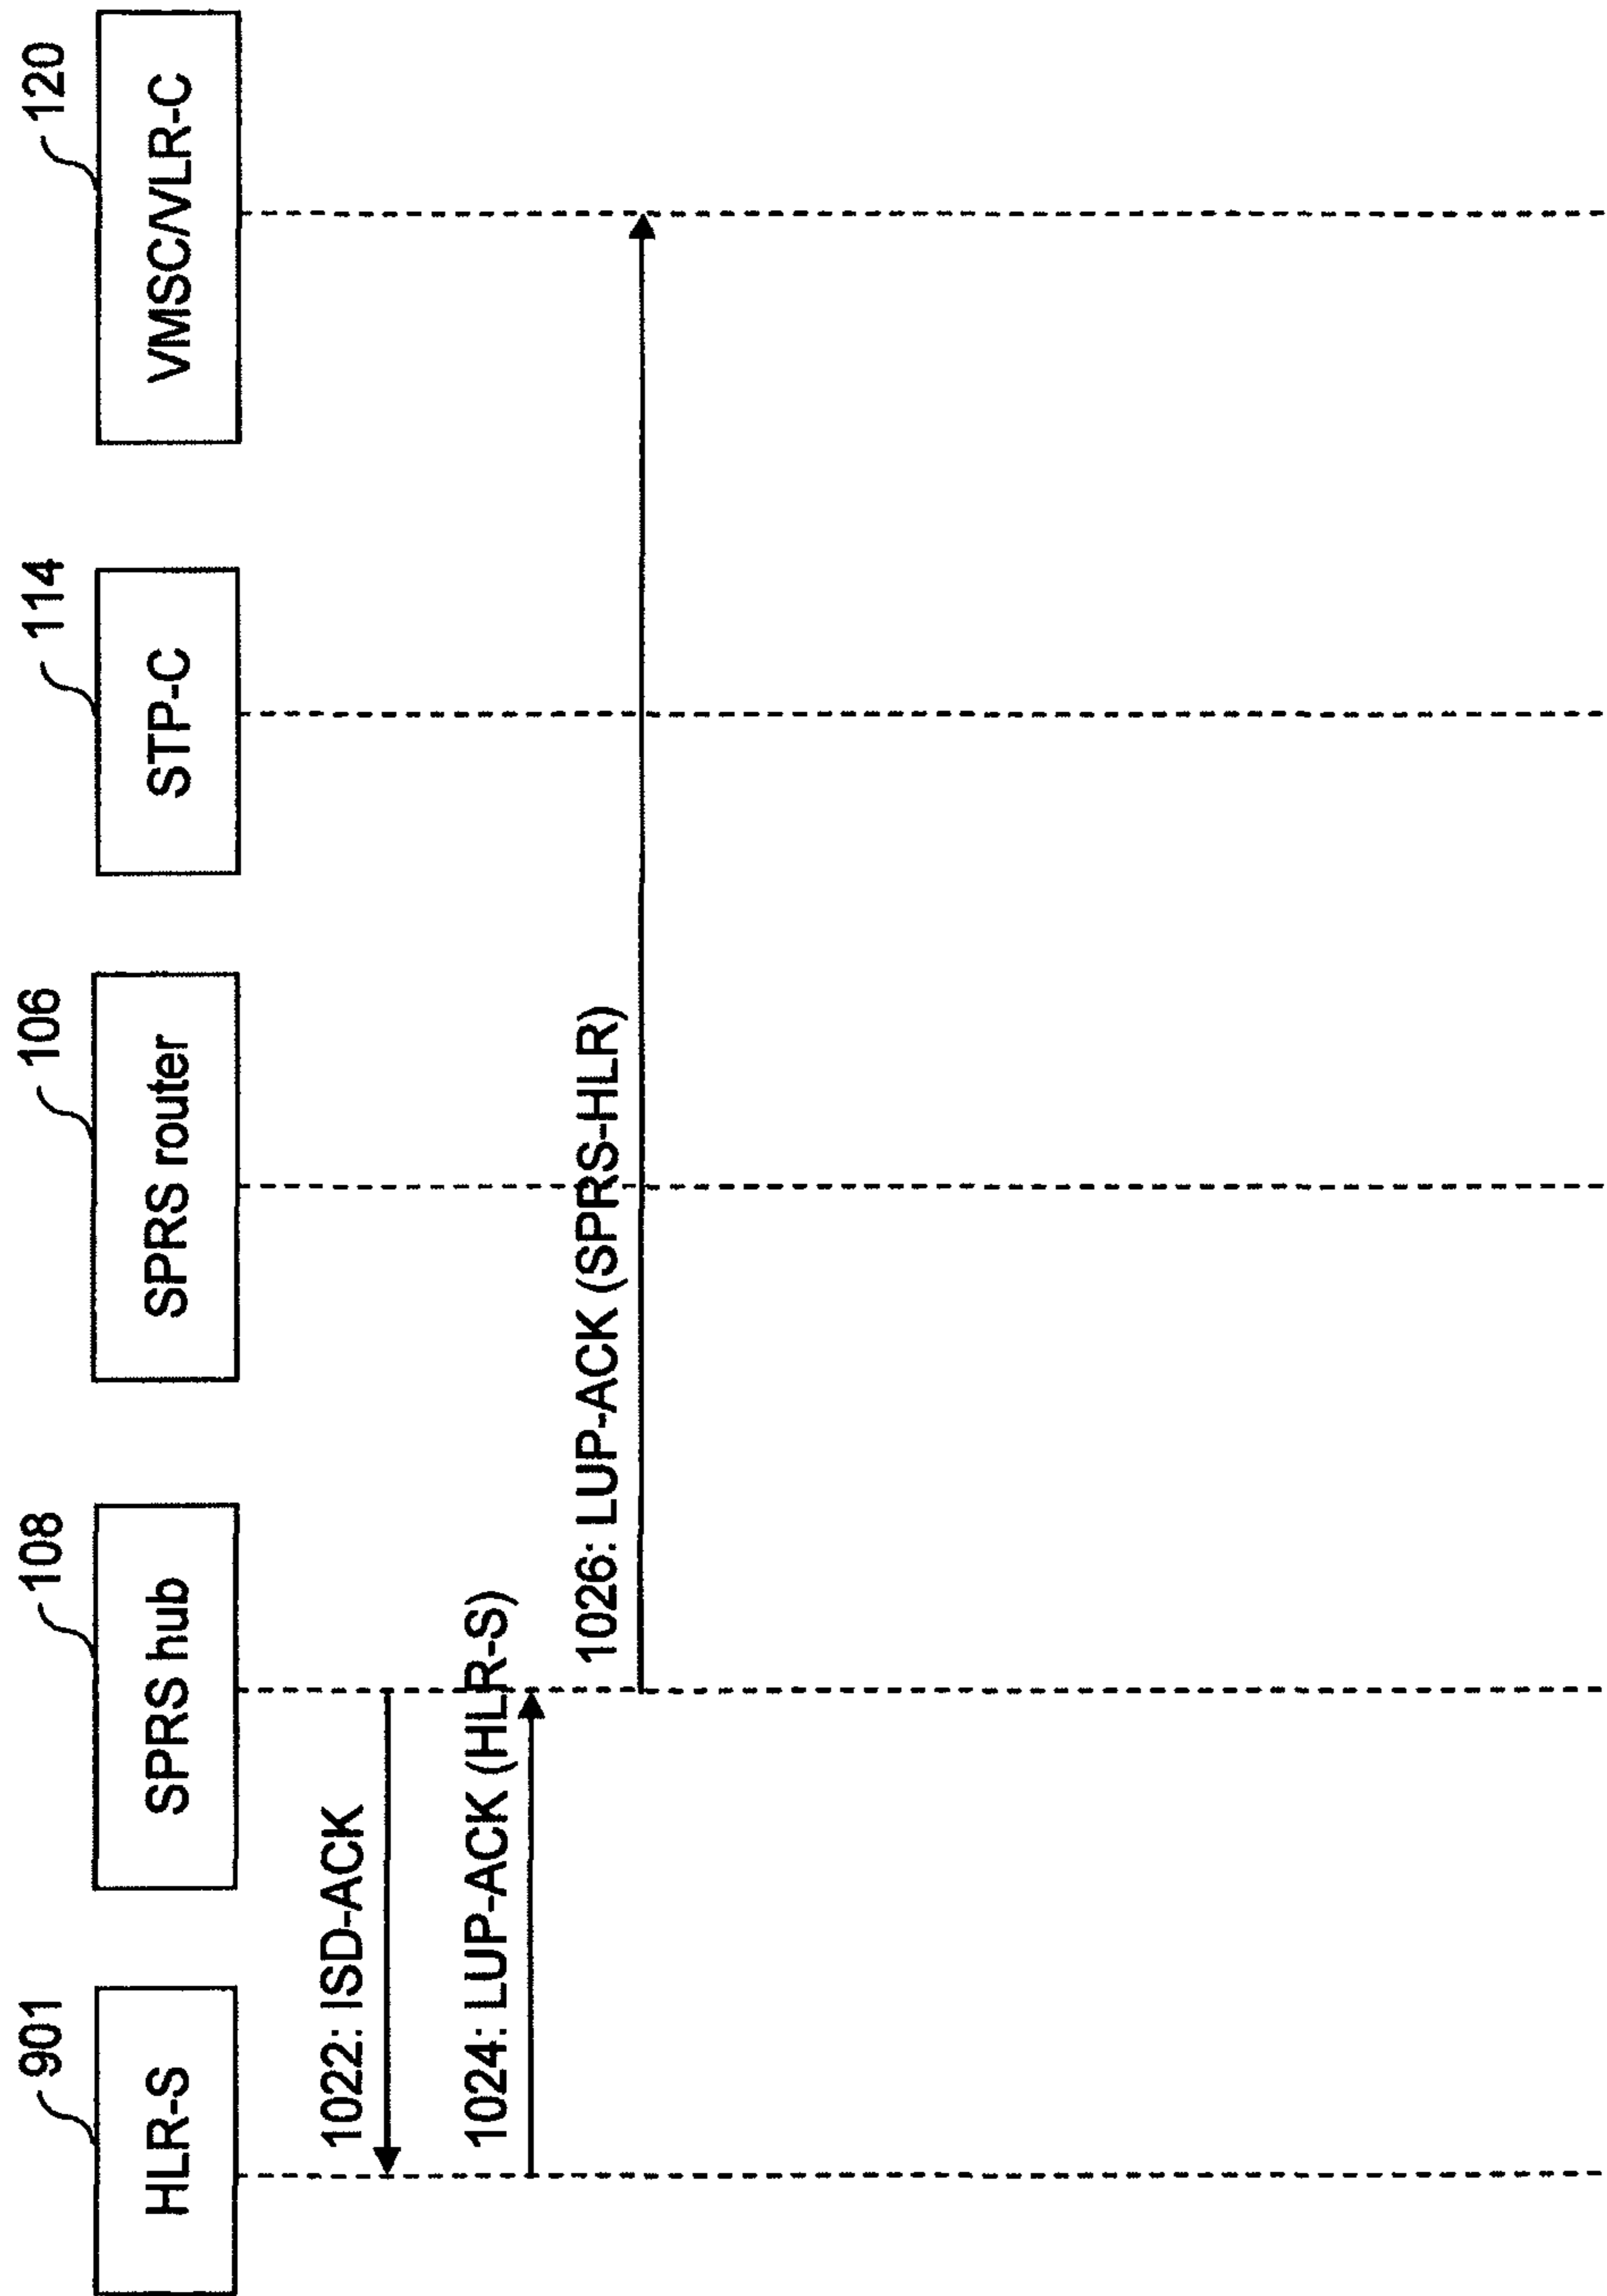 901
HLR-S
108
SPRS hub
106
SPRS router
114
STP-C
120
VMSC/VLR-C
1022: ISD-ACK
1024: LUP-ACK (HLR-S)
1026: LUP-ACK (SPRS-HLR)